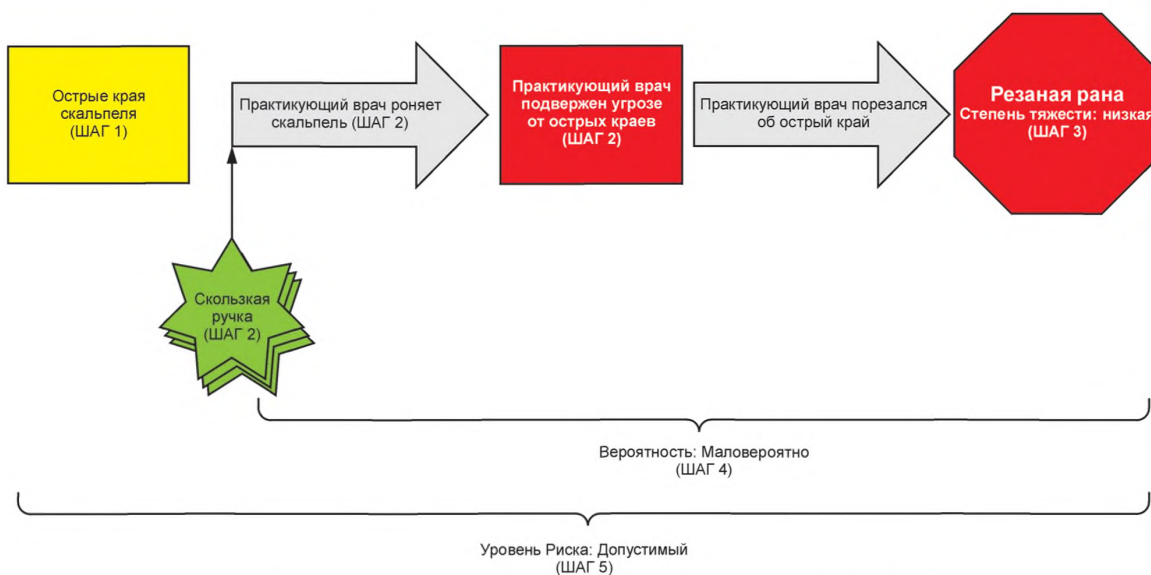 Острые края
скальпеля
(ШАГ 1)
Практикующий врач роняет
скальпель (ШАГ 2)
Практикующий врач
подвержен угрозе
от острых краев
(ШАГ 2)
Практикующий врач порезался
об острый край
Резаная рана
Степень тяжести: низкая
(ШАГ 3)
Скользкая
ручка
(ШАГ 2)
Вероятность: Маловероятно
(ШАГ 4)
Уровень Риска: Допустимый
(ШАГ 5)